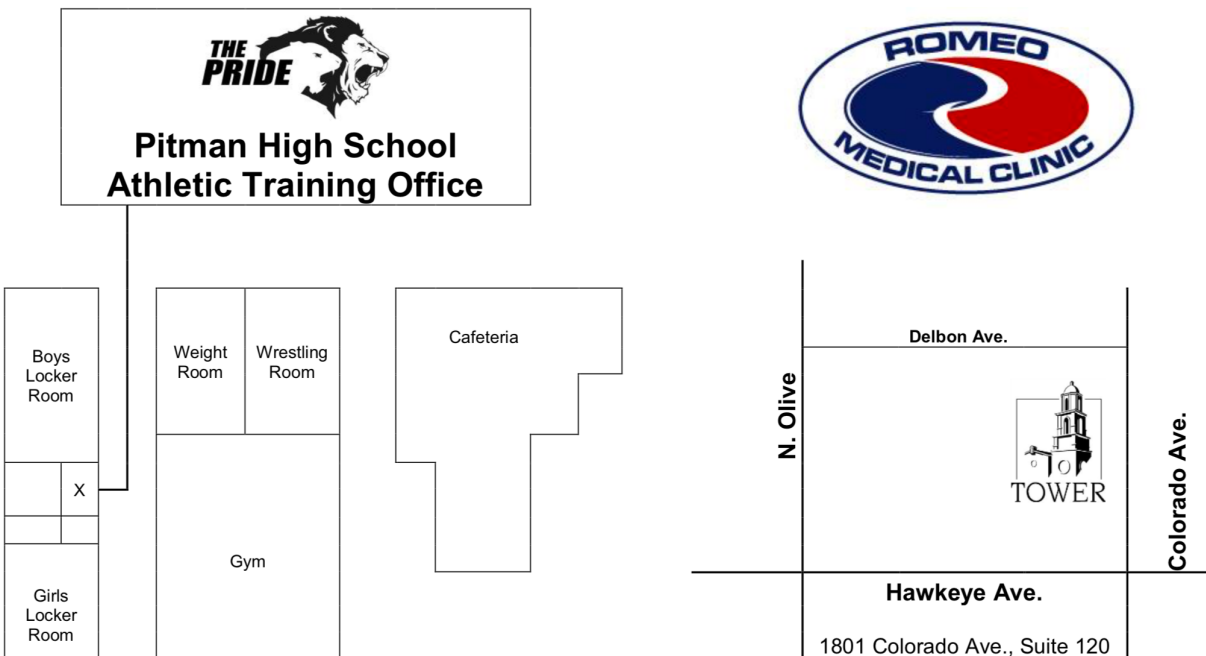 THE
PRIDE
Pitman High School
Athletic Training Office
Boys
Locker
Room
X
Girls
Locker
Room
Weight
Room
Wrestling
Room
Gym
Cafeteria
ROMEO
MEDICAL CLINIC
Delbon Ave.
N. Olive
TOWER
Colorado Ave.
Hawkeye Ave.
1801 Colorado Ave., Suite 120